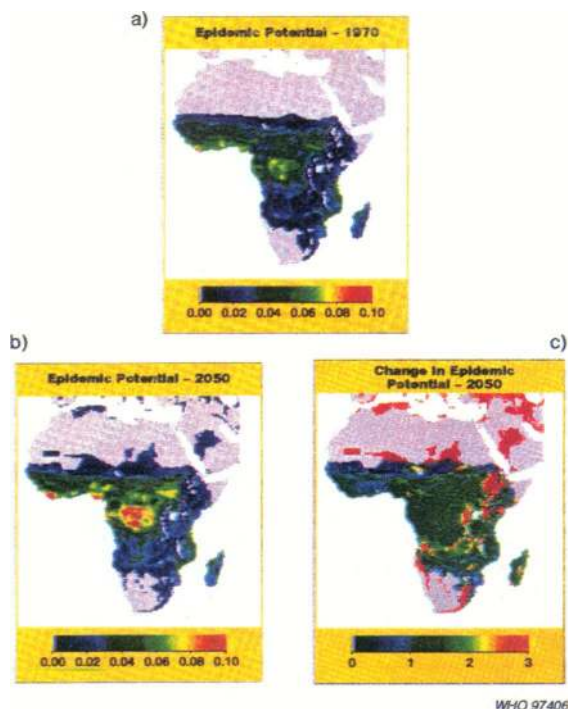 a)
Epidemic Potential – 1970
0.00 0.02 0.04 0.06 0.08 0.10
b)
Epidemic Potential – 2050
0.00 0.02 0.04 0.06 0.08 0.10
c)
Change in Epidemic
Potential – 2050
0 1 2 3
WHO 97406